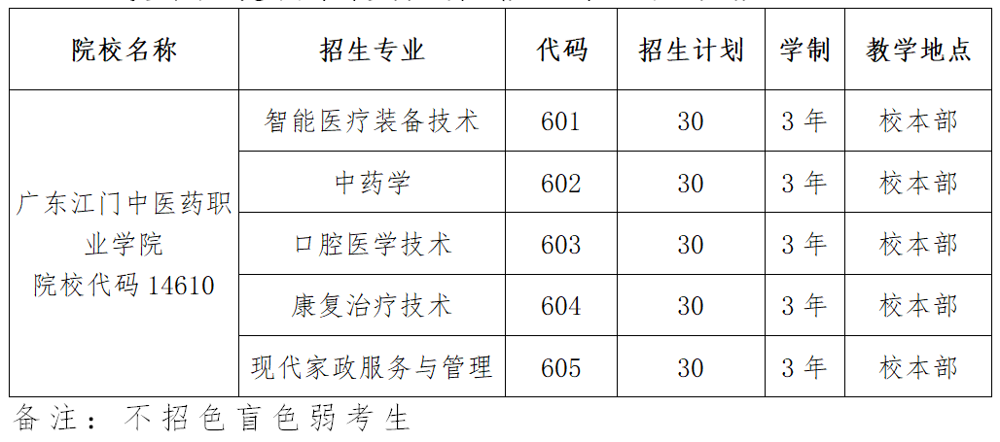 院校名称 招生专业 代码 招生计划 学制 教学地点
智能医疗装备技术 601 30 3年 校本部
中药学 602 30 3年 校本部
广东江门中医药职
业学院
院校代码14610
口腔医学技术 603 30 3年 校本部
康复治疗技术 604 30 3年 校本部
现代家政服务与管理 605 30 3年 校本部
备注：不招色盲色弱考生